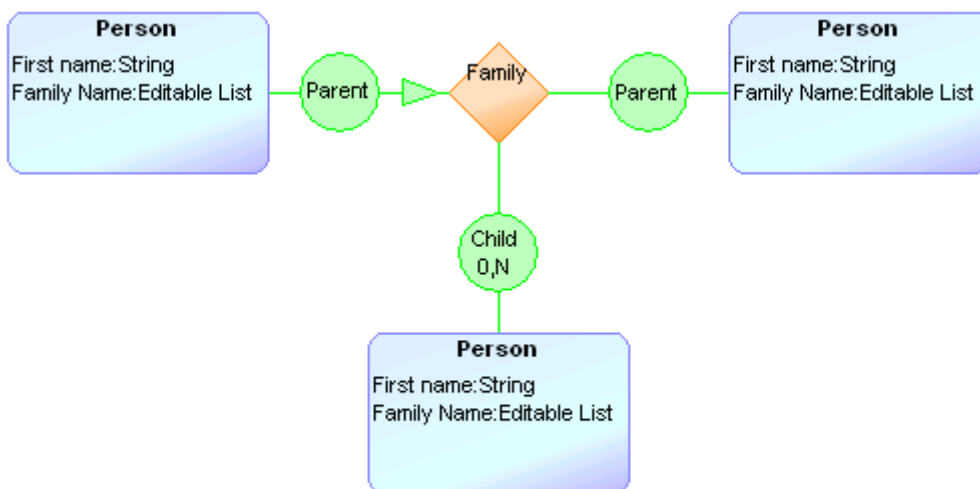 Person
First name:String
Family Name:Editable List
Parent
Family
Parent
Person
First name:String
Family Name:Editable List
Child
0,N
Person
First name:String
Family Name:Editable List